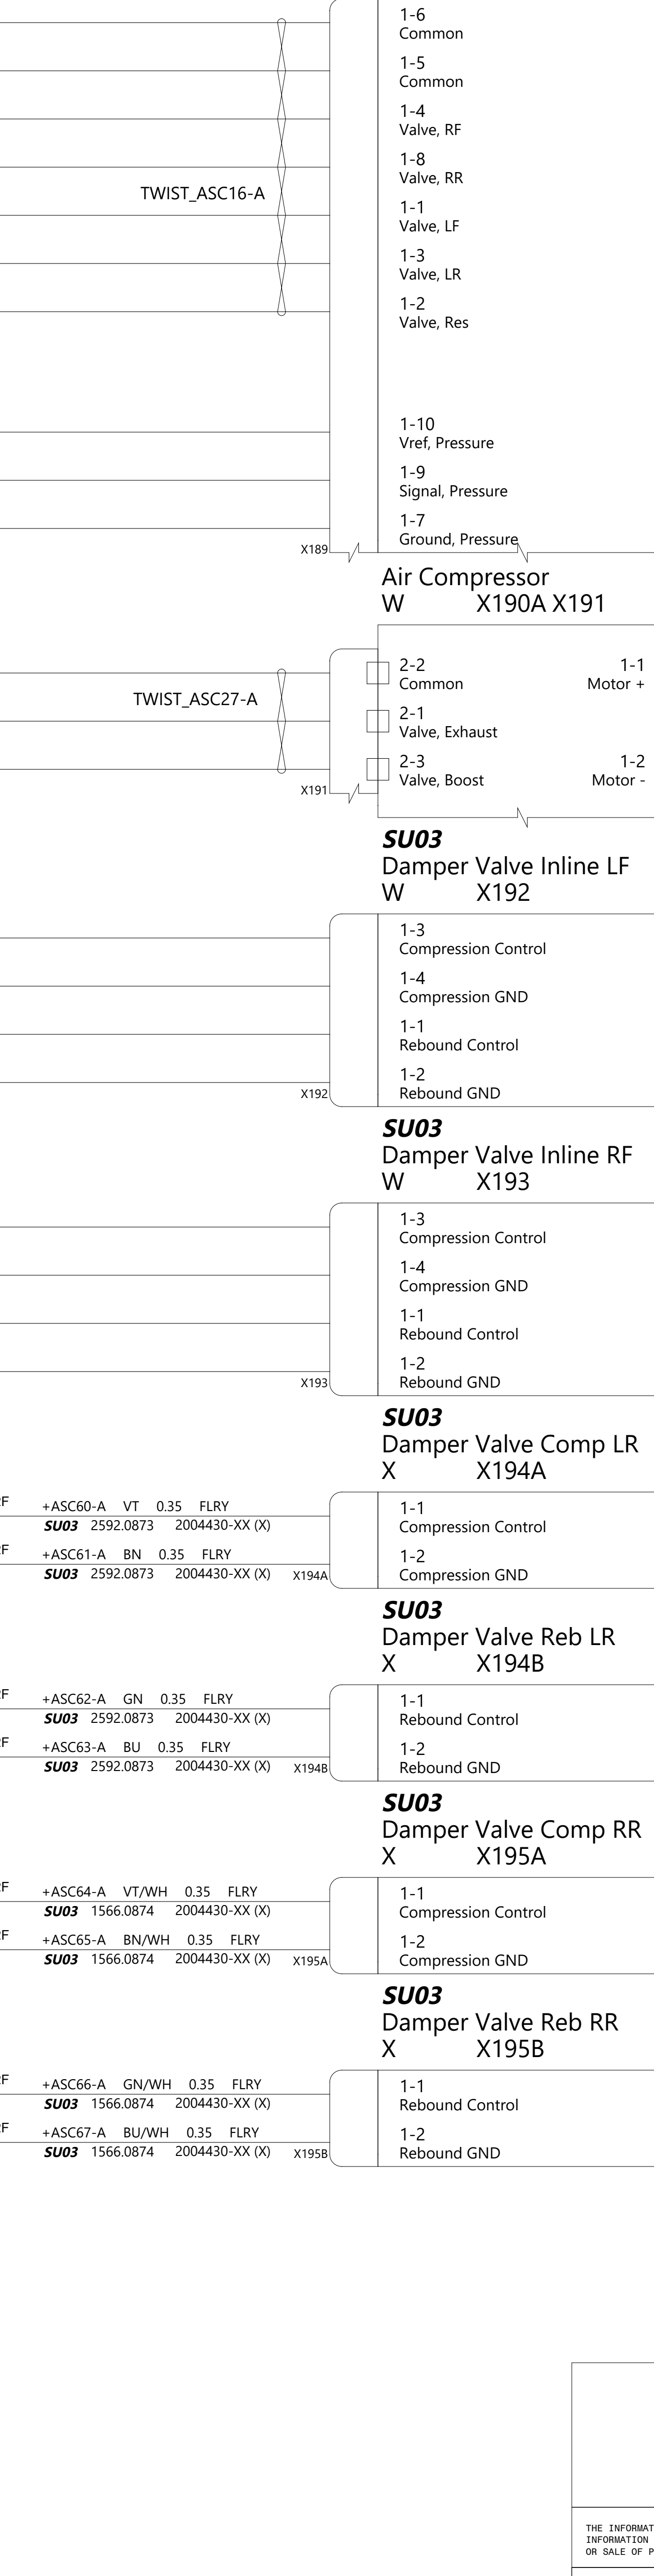 1-6
Common
1-5
Common
1-4
Valve, RF
1-8
Valve, RR
TWIST_ASC16-A
1-1
Valve, LF
1-3
Valve, LR
1-2
Valve, Res
1-10
Vref, Pressure
1-9
Signal, Pressure
1-7
Ground, Pressure
X189
Air Compressor
W X190A X191
2-2 1-1
Common Motor +
TWIST_ASC27-A
2-1
Valve, Exhaust
2-3 1-2
Valve, Boost Motor -
X191
SU03
Damper Valve Inline LF
W X192
1-3
Compression Control
1-4
Compression GND
1-1
Rebound Control
1-2
X192 Rebound GND
SU03
Damper Valve Inline RF
W X193
1-3
Compression Control
1-4
Compression GND
1-1
Rebound Control
1-2
X193 Rebound GND
SU03
Damper Valve Comp LR
X X194A
F +ASC60-A VT 0.35 FLRY 1-1
SU03 2592.0873 2004430-XX (X) Compression Control
F +ASC61-A BN 0.35 FLRY 1-2
SU03 2592.0873 2004430-XX (X) X194A Compression GND
SU03
Damper Valve Reb LR
X X194B
F +ASC62-A GN 0.35 FLRY 1-1
SU03 2592.0873 2004430-XX (X) Rebound Control
F +ASC63-A BU 0.35 FLRY 1-2
SU03 2592.0873 2004430-XX (X) X194B Rebound GND
SU03
Damper Valve Comp RR
X X195A
F +ASC64-A VT/WH 0.35 FLRY 1-1
SU03 1566.0874 2004430-XX (X) Compression Control
F +ASC65-A BN/WH 0.35 FLRY 1-2
SU03 1566.0874 2004430-XX (X) X195A Compression GND
SU03
Damper Valve Reb RR
X X195B
F +ASC66-A GN/WH 0.35 FLRY 1-1
SU03 1566.0874 2004430-XX (X) Rebound Control
F +ASC67-A BU/WH 0.35 FLRY 1-2
SU03 1566.0874 2004430-XX (X) X195B Rebound GND
THE INFORMAT
INFORMATION
OR SALE OF P